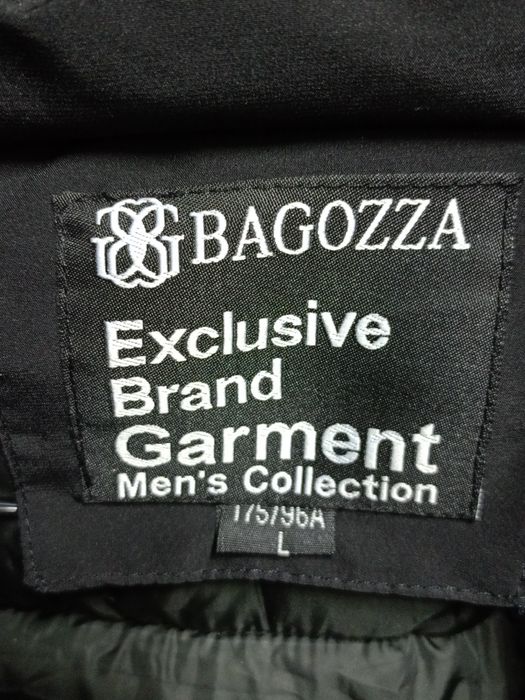 BAGOZZA
Exclusive
Brand
Garment
Men's Collection
175/96A
L